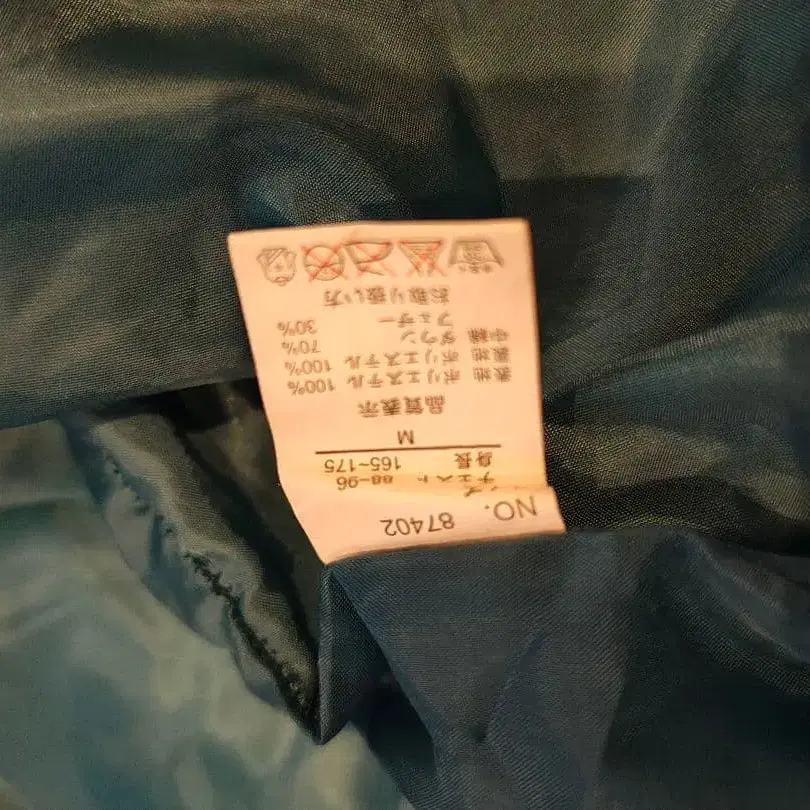 NO. 87402
チェスト 88-96
身長 165~175
M
品質表示
表地 ポリエステル 100%
裏地 ポリエステル 100%
中綿 ダウン 70%
フェザー 30%
お取り扱い方